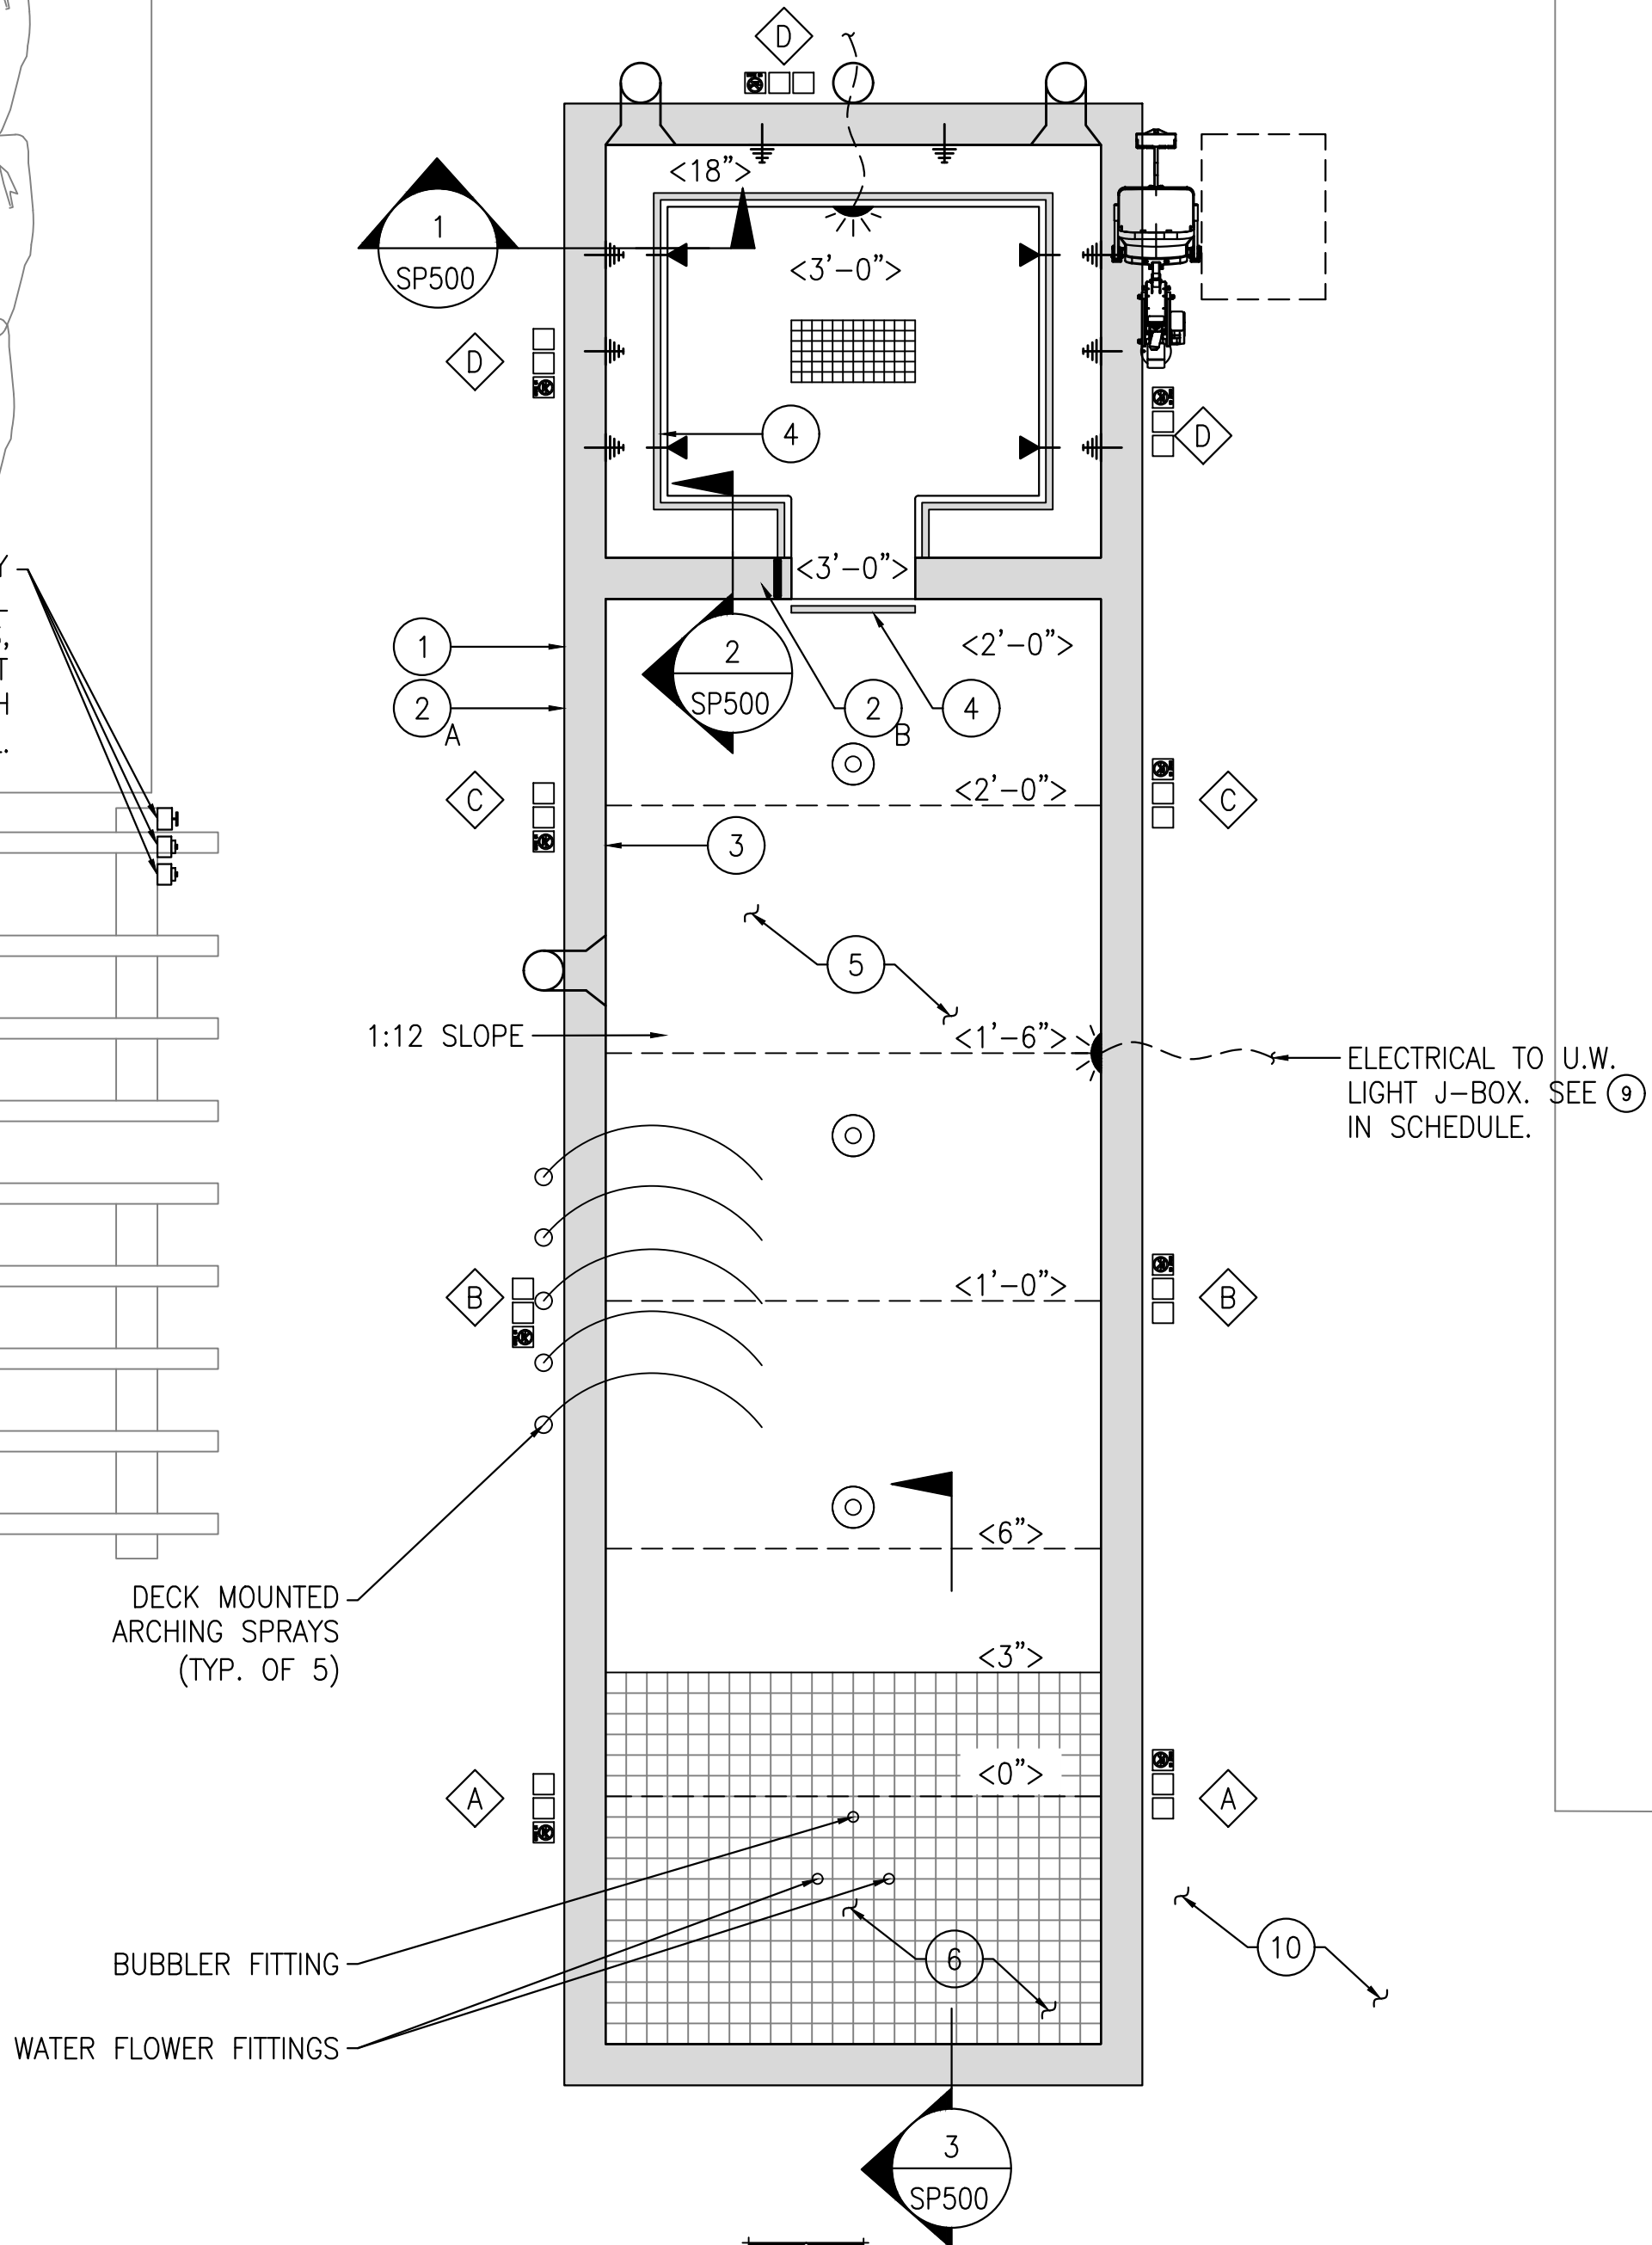 D
<18">
1
SP500
<3'-0">
D
4
D
Y
<3'-0">
1
2
SP500
<2'-0">
,
T
2
A
2
B
4
H
.
C
<2'-0">
C
3
5
1:12 SLOPE
<1'-6">
ELECTRICAL TO U.W.
LIGHT J-BOX. SEE 9
IN SCHEDULE.
B
<1'-0">
B
<6">
DECK MOUNTED
ARCHING SPRAYS
(TYP. OF 5)
<3">
<0">
A
A
BUBBLER FITTING
6
10
WATER FLOWER FITTINGS
3
SP500